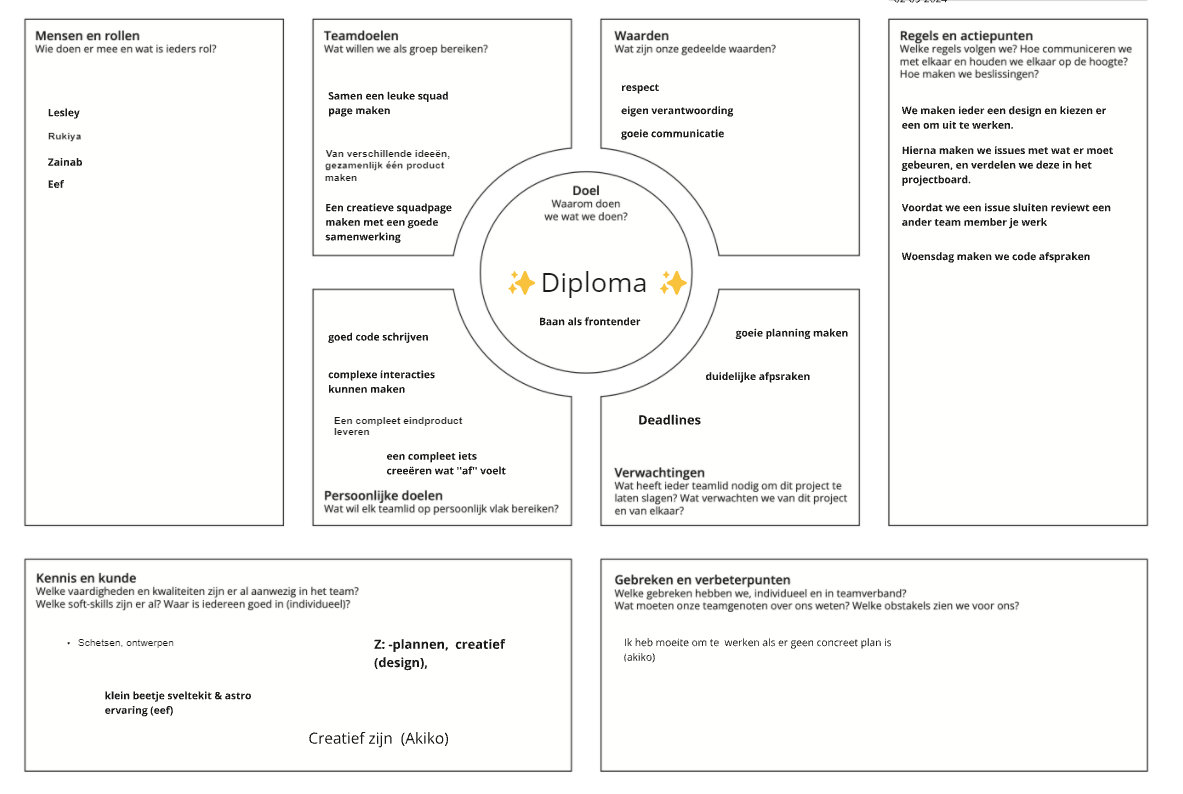 02-09-2024
Mensen en rollen
Wie doen er mee en wat is ieders rol?
Lesley
Rukiya
Zainab
Eef
Teamdoelen
Wat willen we als groep bereiken?
Samen een leuke squad
page maken
Van verschillende ideeën,
gezamenlijk één product
maken
Een creatieve squadpage
maken met een goede
samenwerking
Waarden
Wat zijn onze gedeelde waarden?
respect
eigen verantwoording
goeie communicatie
Regels en actiepunten
Welke regels volgen we? Hoe communiceren we
met elkaar en houden we elkaar op de hoogte?
Hoe maken we beslissingen?
We maken ieder een design en kiezen er
een om uit te werken.
Hierna maken we issues met wat er moet
gebeuren, en verdelen we deze in het
projectboard.
Voordat we een issue sluiten reviewt een
ander team member je werk
Woensdag maken we code afspraken
Doel
Waarom doen
we wat we doen?
✨ Diploma ✨
Baan als frontender
goed code schrijven
complexe interacties
kunnen maken
Een compleet eindproduct
leveren
een compleet iets
creeëren wat "af" voelt
Persoonlijke doelen
Wat wil elk teamlid op persoonlijk vlak bereiken?
goeie planning maken
duidelijke afpsraken
Deadlines
Verwachtingen
Wat heeft ieder teamlid nodig om dit project te
laten slagen? Wat verwachten we van dit project
en van elkaar?
Kennis en kunde
Welke vaardigheden en kwaliteiten zijn er al aanwezig in het team?
Welke soft-skills zijn er al? Waar is iedereen goed in (individueel)?
• Schetsen, ontwerpen
Z: -plannen, creatief
(design),
klein beetje sveltekit & astro
ervaring (eef)
Creatief zijn (Akiko)
Gebreken en verbeterpunten
Welke gebreken hebben we, individueel en in teamverband?
Wat moeten onze teamgenoten over ons weten? Welke obstakels zien we voor ons?
Ik heb moeite om te werken als er geen concreet plan is
(akiko)